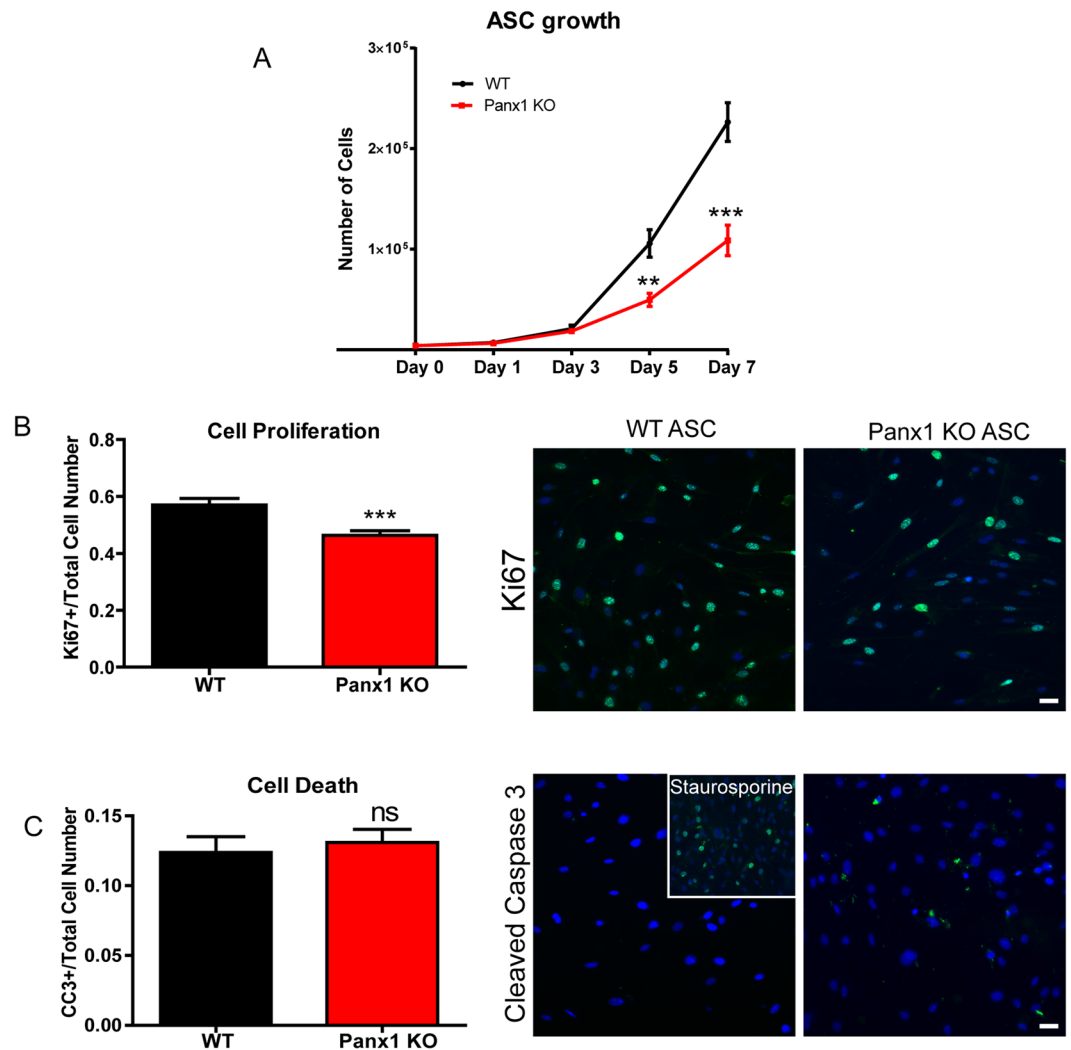 ASC growth
A
3×10⁵
WT
Panx1 KO
2×10⁵
Number of Cells
***
1×10⁵
**
Day 0 Day 1 Day 3 Day 5 Day 7
B
Cell Proliferation
WT ASC
Panx1 KO ASC
0.8
0.6
***
0.4
0.2
0.0
Ki67+/Total Cell Number
WT
Panx1 KO
Ki67
Cell Death
C
0.15
ns
0.10
0.05
0.00
CC3+/Total Cell Number
WT
Panx1 KO
Staurosporine
Cleaved Caspase 3